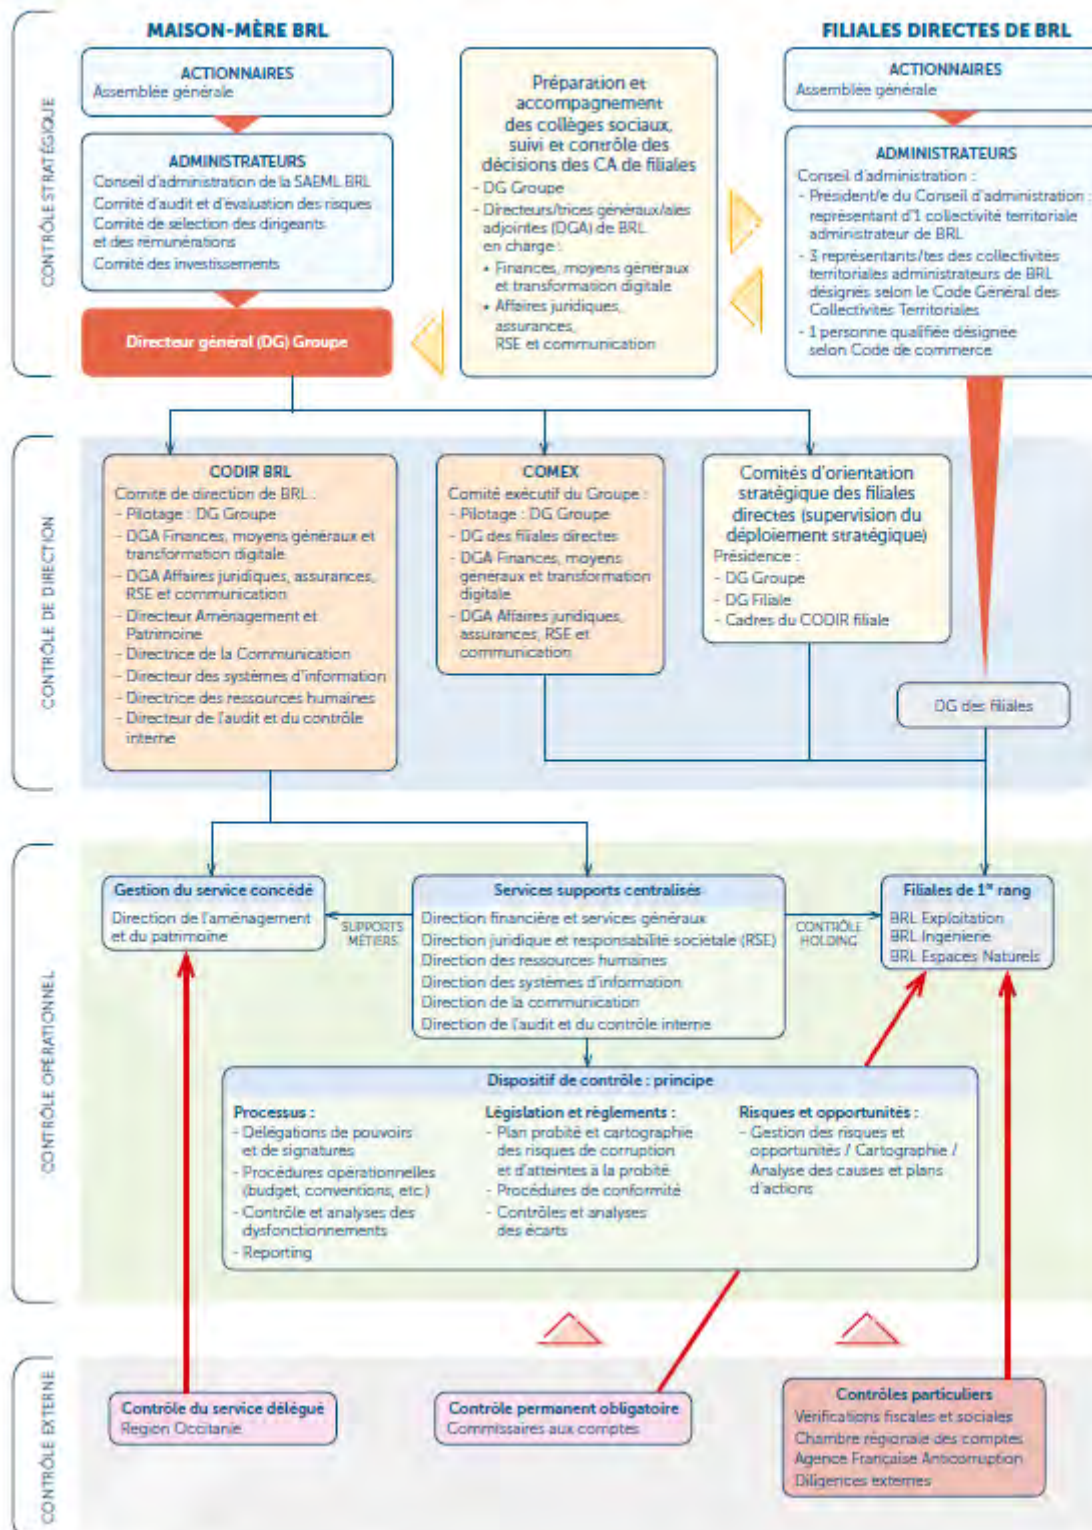 CONTRÔLE STRATÉGIQUE
MAISON-MÈRE BRL
ACTIONNAIRES
Assemblée générale
ADMINISTRATEURS
Conseil d'administration de la SAEML BRL
Comité d'audit et d'évaluation des risques
Comité de sélection des dirigeants
et des rémunérations
Comité des investissements
Directeur général (DG) Groupe
Préparation et
accompagnement
des collèges sociaux,
suivi et contrôle des
décisions des CA de filiales
- DG Groupe
- Directeurs/trices généraux/ales
adjointes (DGA) de BRL
en charge :
• Finances, moyens généraux
et transformation digitale
• Affaires juridiques,
assurances,
RSE et communication
FILIALES DIRECTES DE BRL
ACTIONNAIRES
Assemblée générale
ADMINISTRATEURS
Conseil d'administration :
- Président/e du Conseil d'administration :
représentant d'1 collectivité territoriale
administrateur de BRL
- 3 représentants/tes des collectivités
territoriales administrateurs de BRL
désignés selon le Code Général des
Collectivités Territoriales
- 1 personne qualifiée désignée
selon Code de commerce
CONTRÔLE DE DIRECTION
CODIR BRL
Comité de direction de BRL :
- Pilotage : DG Groupe
- DGA Finances, moyens généraux et
transformation digitale
- DGA Affaires juridiques, assurances,
RSE et communication
- Directeur Aménagement et
Patrimoine
- Directrice de la Communication
- Directeur des systèmes d'information
- Directrice des ressources humaines
- Directeur de l'audit et du contrôle
interne
COMEX
Comité exécutif du Groupe :
- Pilotage : DG Groupe
- DG des filiales directes
- DGA Finances, moyens
généraux et transformation
digitale
- DGA Affaires juridiques,
assurances, RSE et
communication
Comités d'orientation
stratégique des filiales
directes (supervision du
déploiement stratégique)
Présidence :
- DG Groupe
- DG Filiale
- Cadres du CODIR filiale
DG des filiales
CONTRÔLE OPÉRATIONNEL
Gestion du service concédé
Direction de l'aménagement
et du patrimoine
SUPPORTS
MÉTIERS
Services supports centralisés
Direction financière et services généraux
Direction juridique et responsabilité sociétale (RSE)
Direction des ressources humaines
Direction des systèmes d'information
Direction de la communication
Direction de l'audit et du contrôle interne
CONTRÔLE
HOLDING
Filiales de 1er rang
BRL Exploitation
BRL Ingénierie
BRL Espaces Naturels
Dispositif de contrôle : principe
Processus :
- Délégations de pouvoirs
et de signatures
- Procédures opérationnelles
(budget, conventions, etc.)
- Contrôle et analyses des
dysfonctionnements
- Reporting
Législation et règlements :
- Plan probité et cartographie
des risques de corruption
et d'atteintes à la probité
- Procédures de conformité
- Contrôles et analyses
des écarts
Risques et opportunités :
- Gestion des risques et
opportunités / Cartographie /
Analyse des causes et plans
d'actions
CONTRÔLE EXTERNE
Contrôle du service délégué
Region Occitanie
Contrôle permanent obligatoire
Commissaires aux comptes
Contrôles particuliers
Vérifications fiscales et sociales
Chambre régionale des comptes
Agence Française Anticorruption
Diligences externes